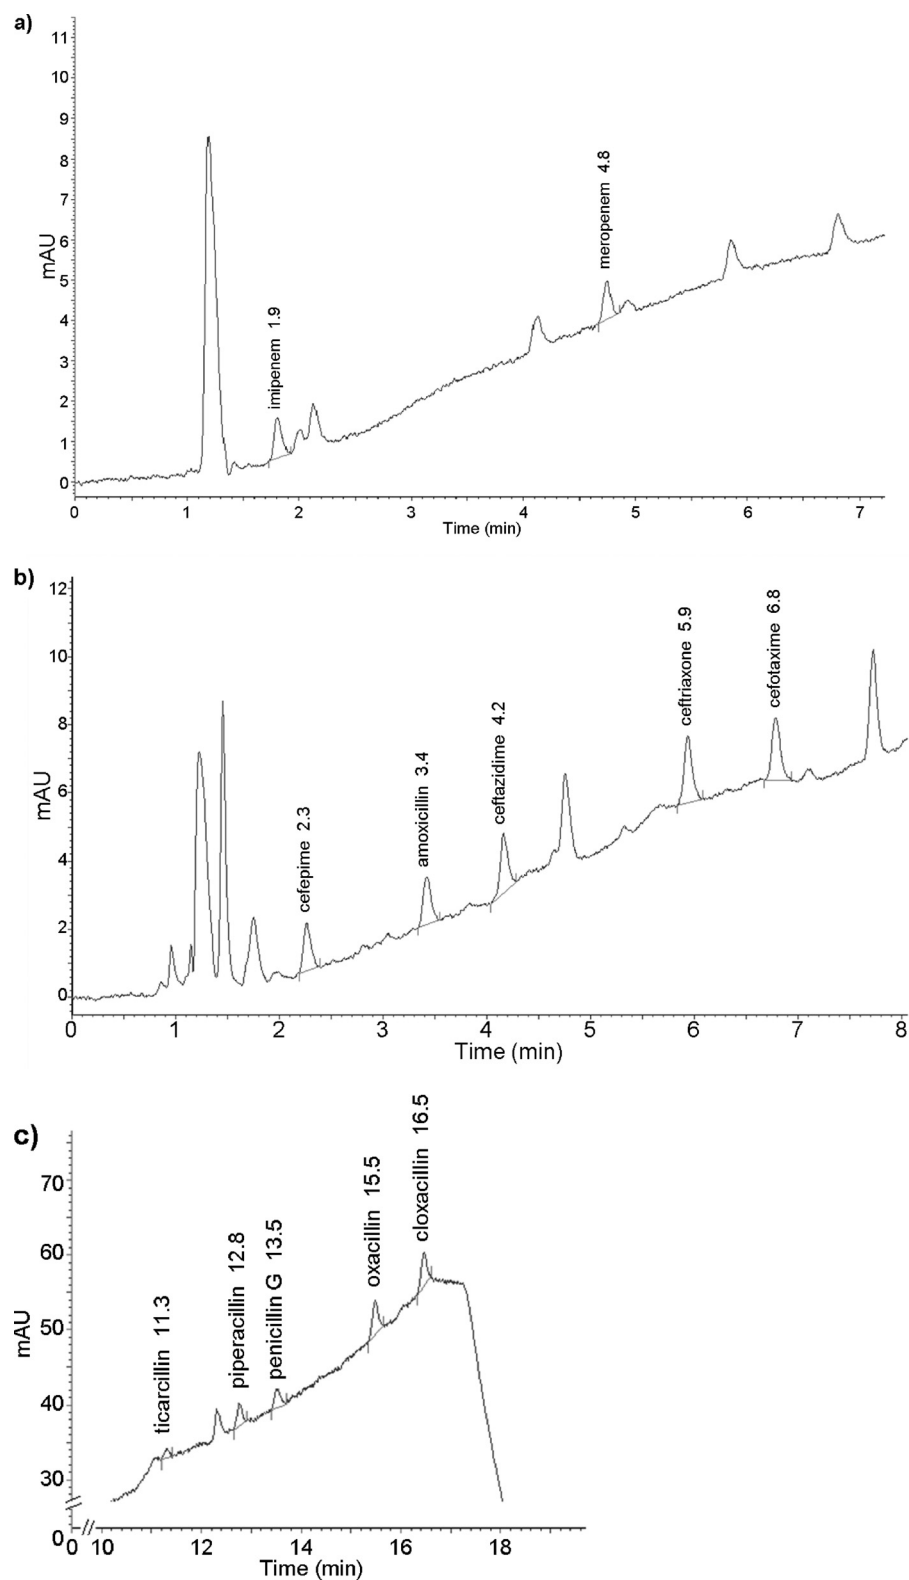 a)
11
10
9
8
7
6
5
4
3
2
1
0
mAU
imipenem 1.9
meropenem 4.8
0 1 2 3 4 5 6 7
Time (min)
b)
12
10
8
6
4
2
0
mAU
cefepime 2.3
amoxicillin 3.4
ceftazidime 4.2
ceftriaxone 5.9
cefotaxime 6.8
0 1 2 3 4 5 6 7 8
Time (min)
c)
70
60
50
40
30
0
mAU
ticarcillin 11.3
piperacillin 12.8
penicillin G 13.5
oxacillin 15.5
cloxacillin 16.5
0 10 12 14 16 18
Time (min)